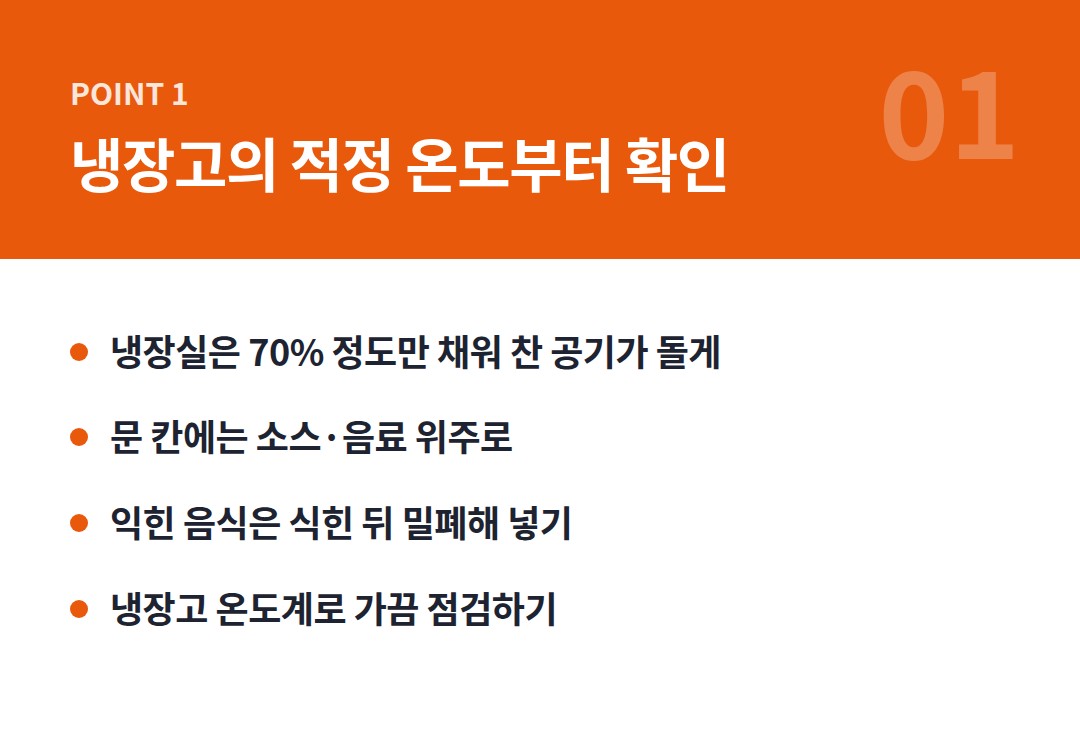 POINT 1
01
냉장고의 적정 온도부터 확인
냉장실은 70% 정도만 채워 찬 공기가 돌게
문 칸에는 소스·음료 위주로
익힌 음식은 식힌 뒤 밀폐해 넣기
냉장고 온도계로 가끔 점검하기